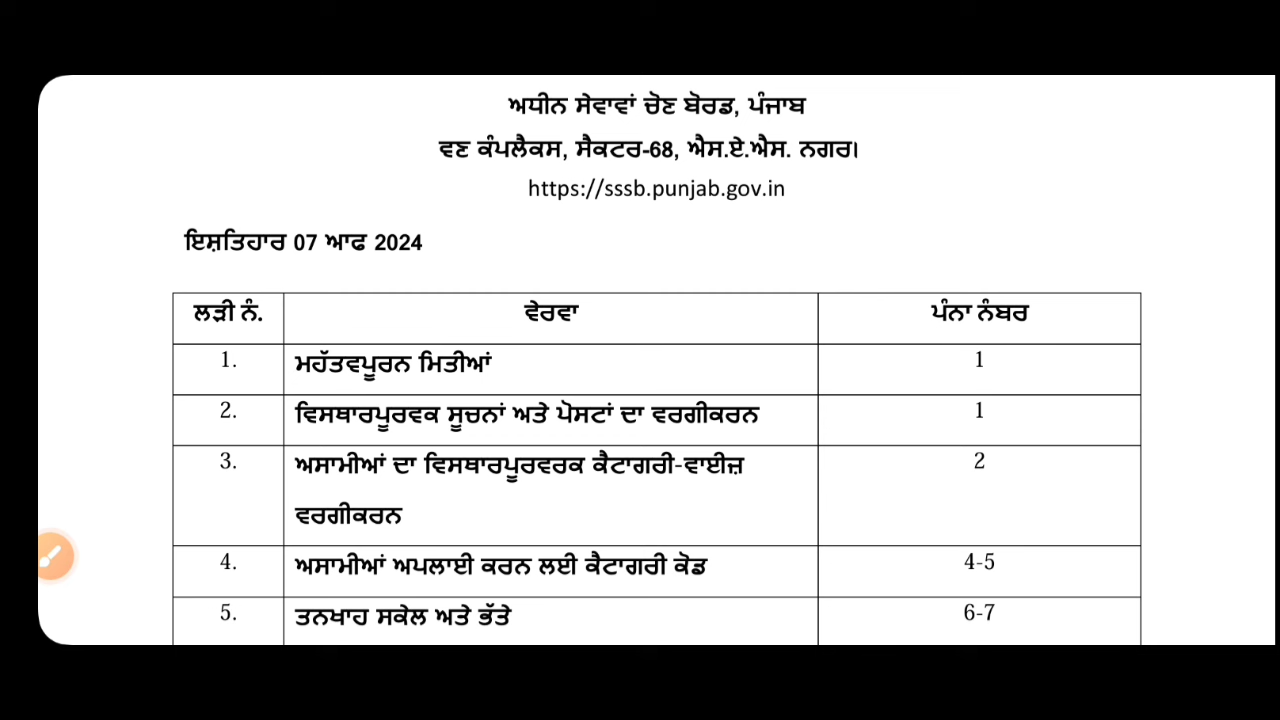 ਅਧੀਨ ਸੇਵਾਵਾਂ ਚੋਣ ਬੋਰਡ, ਪੰਜਾਬ
ਵਣ ਕੰਪਲੈਕਸ, ਸੈਕਟਰ-68, ਐਸ.ਏ.ਐਸ. ਨਗਰ।
https://sssb.punjab.gov.in
ਇਸ਼ਤਿਹਾਰ 07 ਆਫ 2024
ਲੜੀ ਨੰ. ਵੇਰਵਾ ਪੰਨਾ ਨੰਬਰ
1. ਮਹੱਤਵਪੂਰਨ ਮਿਤੀਆਂ 1
2. ਵਿਸਥਾਰਪੂਰਵਕ ਸੂਚਨਾਂ ਅਤੇ ਪੋਸਟਾਂ ਦਾ ਵਰਗੀਕਰਨ 1
3. ਅਸਾਮੀਆਂ ਦਾ ਵਿਸਥਾਰਪੂਰਵਰਕ ਕੈਟਾਗਰੀ-ਵਾਈਜ਼ 2
ਵਰਗੀਕਰਨ
4. ਅਸਾਮੀਆਂ ਅਪਲਾਈ ਕਰਨ ਲਈ ਕੈਟਾਗਰੀ ਕੋਡ 4-5
5. ਤਨਖਾਹ ਸਕੇਲ ਅਤੇ ਭੱਤੇ 6-7